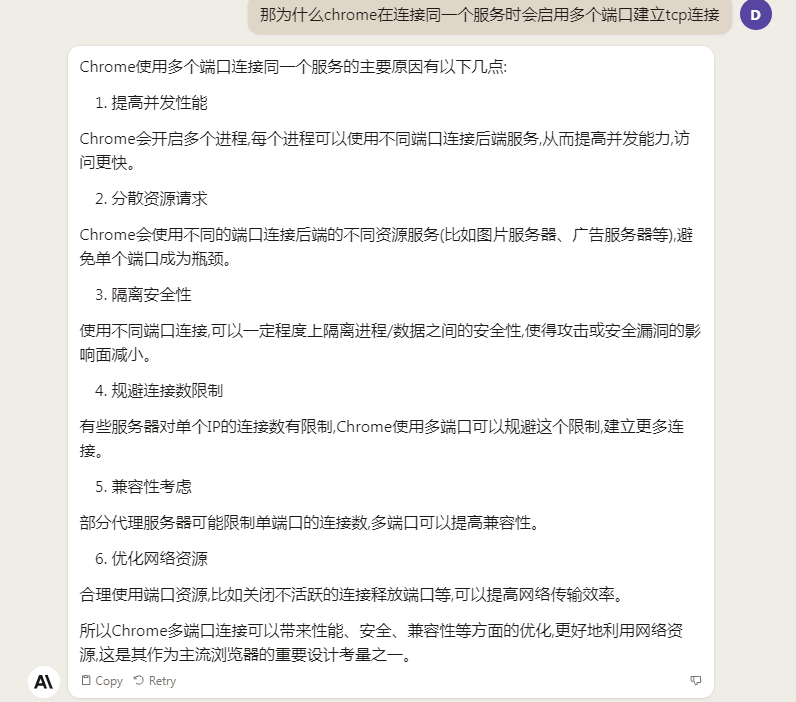 那为什么chrome在连接同一个服务时会启用多个端口建立tcp连接
D
Chrome使用多个端口连接同一个服务的主要原因有以下几点:
1. 提高并发性能
Chrome会开启多个进程,每个进程可以使用不同端口连接后端服务,从而提高并发能力,访
问更快。
2. 分散资源请求
Chrome会使用不同的端口连接后端的不同资源服务(比如图片服务器、广告服务器等),避
免单个端口成为瓶颈。
3. 隔离安全性
使用不同端口连接,可以一定程度上隔离进程/数据之间的安全性,使得攻击或安全漏洞的影
响面减小。
4. 规避连接数限制
有些服务器对单个IP的连接数有限制,Chrome使用多端口可以规避这个限制,建立更多连
接。
5. 兼容性考虑
部分代理服务器可能限制单端口的连接数,多端口可以提高兼容性。
6. 优化网络资源
合理使用端口资源,比如关闭不活跃的连接释放端口等,可以提高网络传输效率。
所以Chrome多端口连接可以带来性能、安全、兼容性等方面的优化,更好地利用网络资
源,这是其作为主流浏览器的重要设计考量之一。
A\
Copy Retry